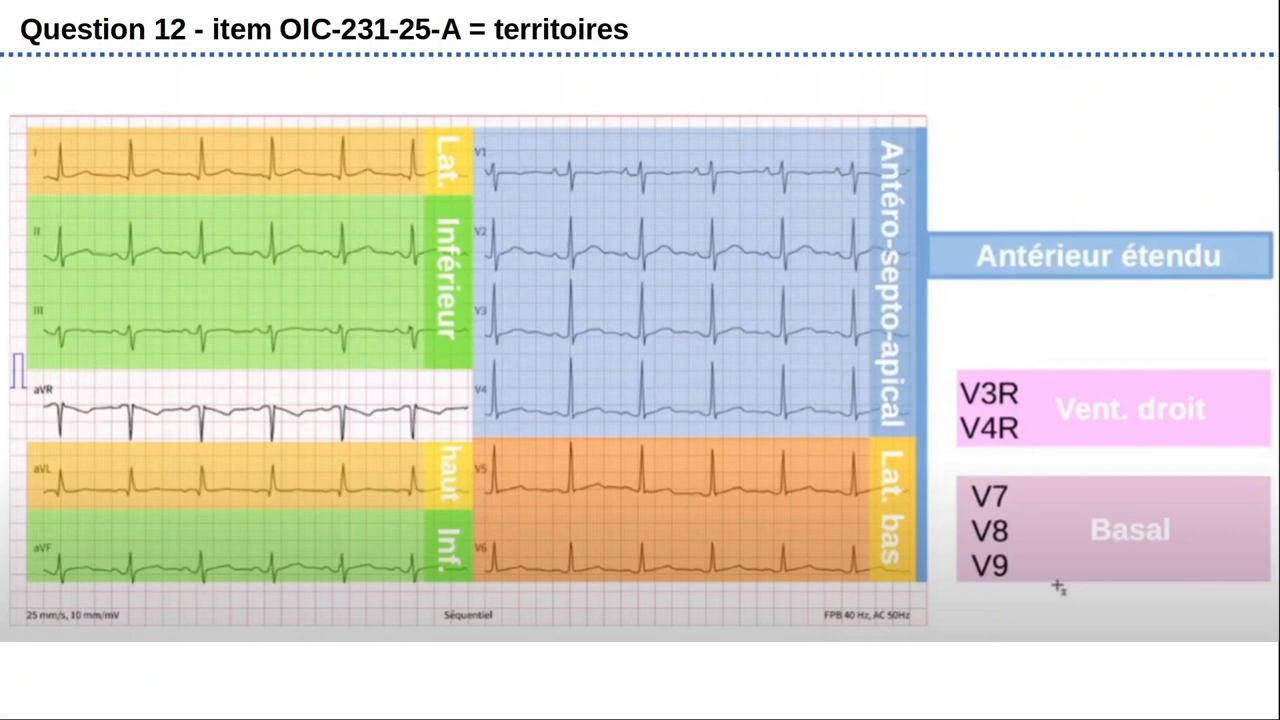 Question 12 - item OIC-231-25-A = territoires
I
Lat.
II
Inférieur
III
aVR
aVL
haut
aVF
Inf.
V1
V2
V3
V4
Antéro-septo-apical
V5
V6
Lat. bas
Antérieur étendu
V3R
V4R
Vent. droit
V7
V8
V9
Basal
25 mm/s, 10 mm/mV
Séquentiel
FPB 40 Hz, AC 50Hz